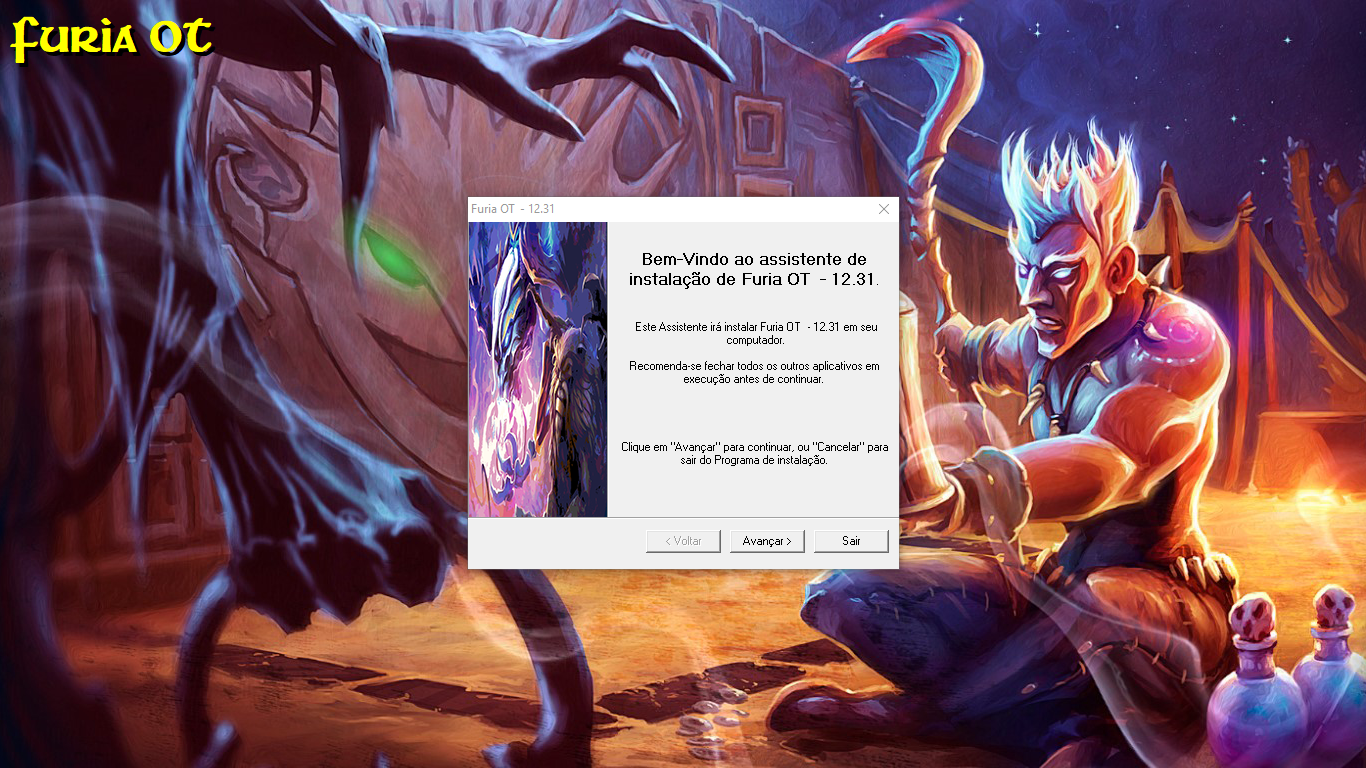 Furia OT
Furia OT - 12.31
Bem-Vindo ao assistente de
instalação de Furia OT - 12.31.
Este Assistente irá instalar Furia OT - 12.31 em seu
computador.
Recomenda-se fechar todos os outros aplicativos em
execução antes de continuar.
Clique em "Avançar" para continuar, ou "Cancelar" para
sair do Programa de instalação.
< Voltar
Avançar >
Sair